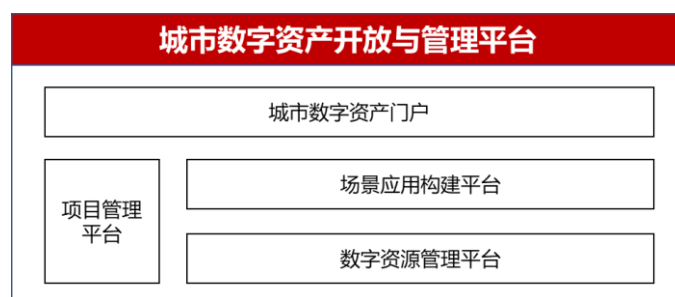 城市数字资产开放与管理平台
城市数字资产门户
项目管理
平台
场景应用构建平台
数字资源管理平台